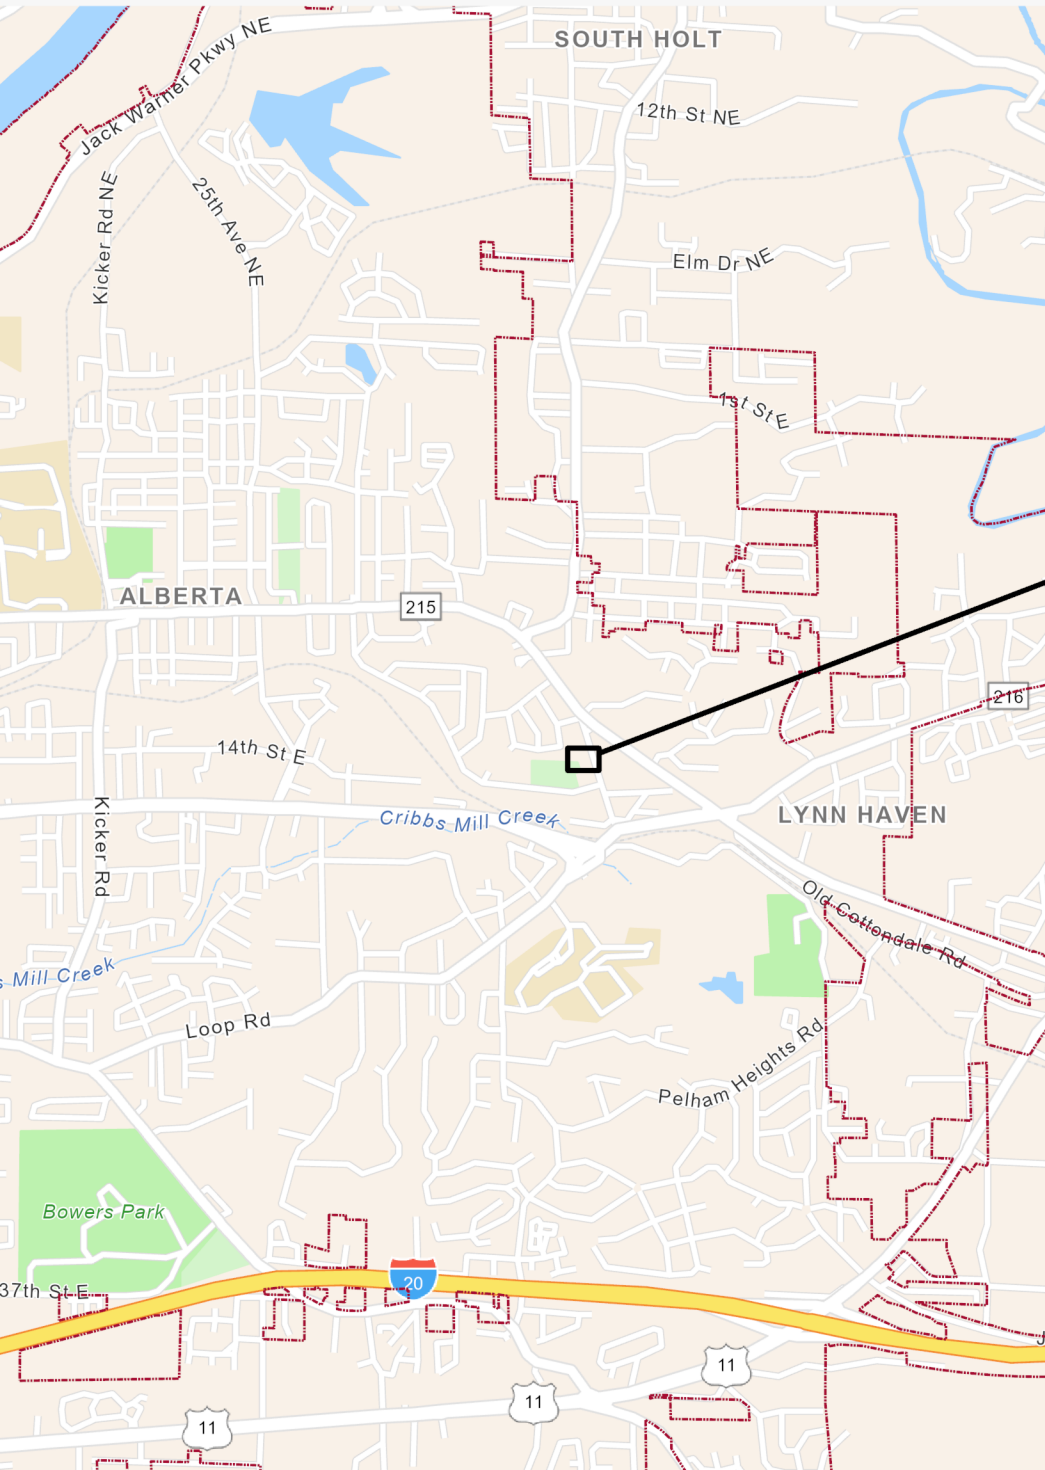 SOUTH HOLT
Jack Warner Pkwy NE
12th St NE
Kicker Rd NE
25th Ave NE
Elm Dr NE
1st St E
ALBERTA
215
216
14th St E
Kicker Rd
Cribbs Mill Creek
LYNN HAVEN
Old Cottondale Rd
s Mill Creek
Loop Rd
Pelham Heights Rd
Bowers Park
37th St E
20
J
11
11
11